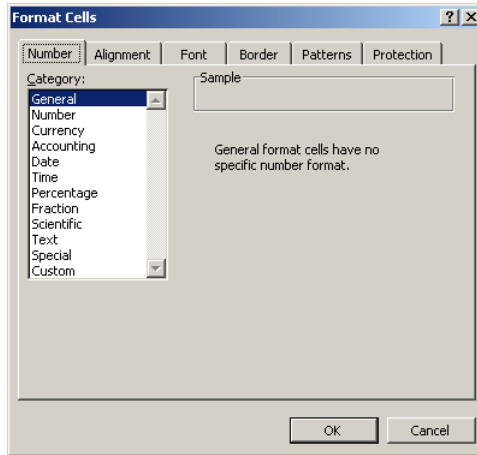 Format Cells
Number Alignment Font Border Patterns Protection
Category:
General
Number
Currency
Accounting
Date
Time
Percentage
Fraction
Scientific
Text
Special
Custom
Sample
General format cells have no
specific number format.
OK Cancel